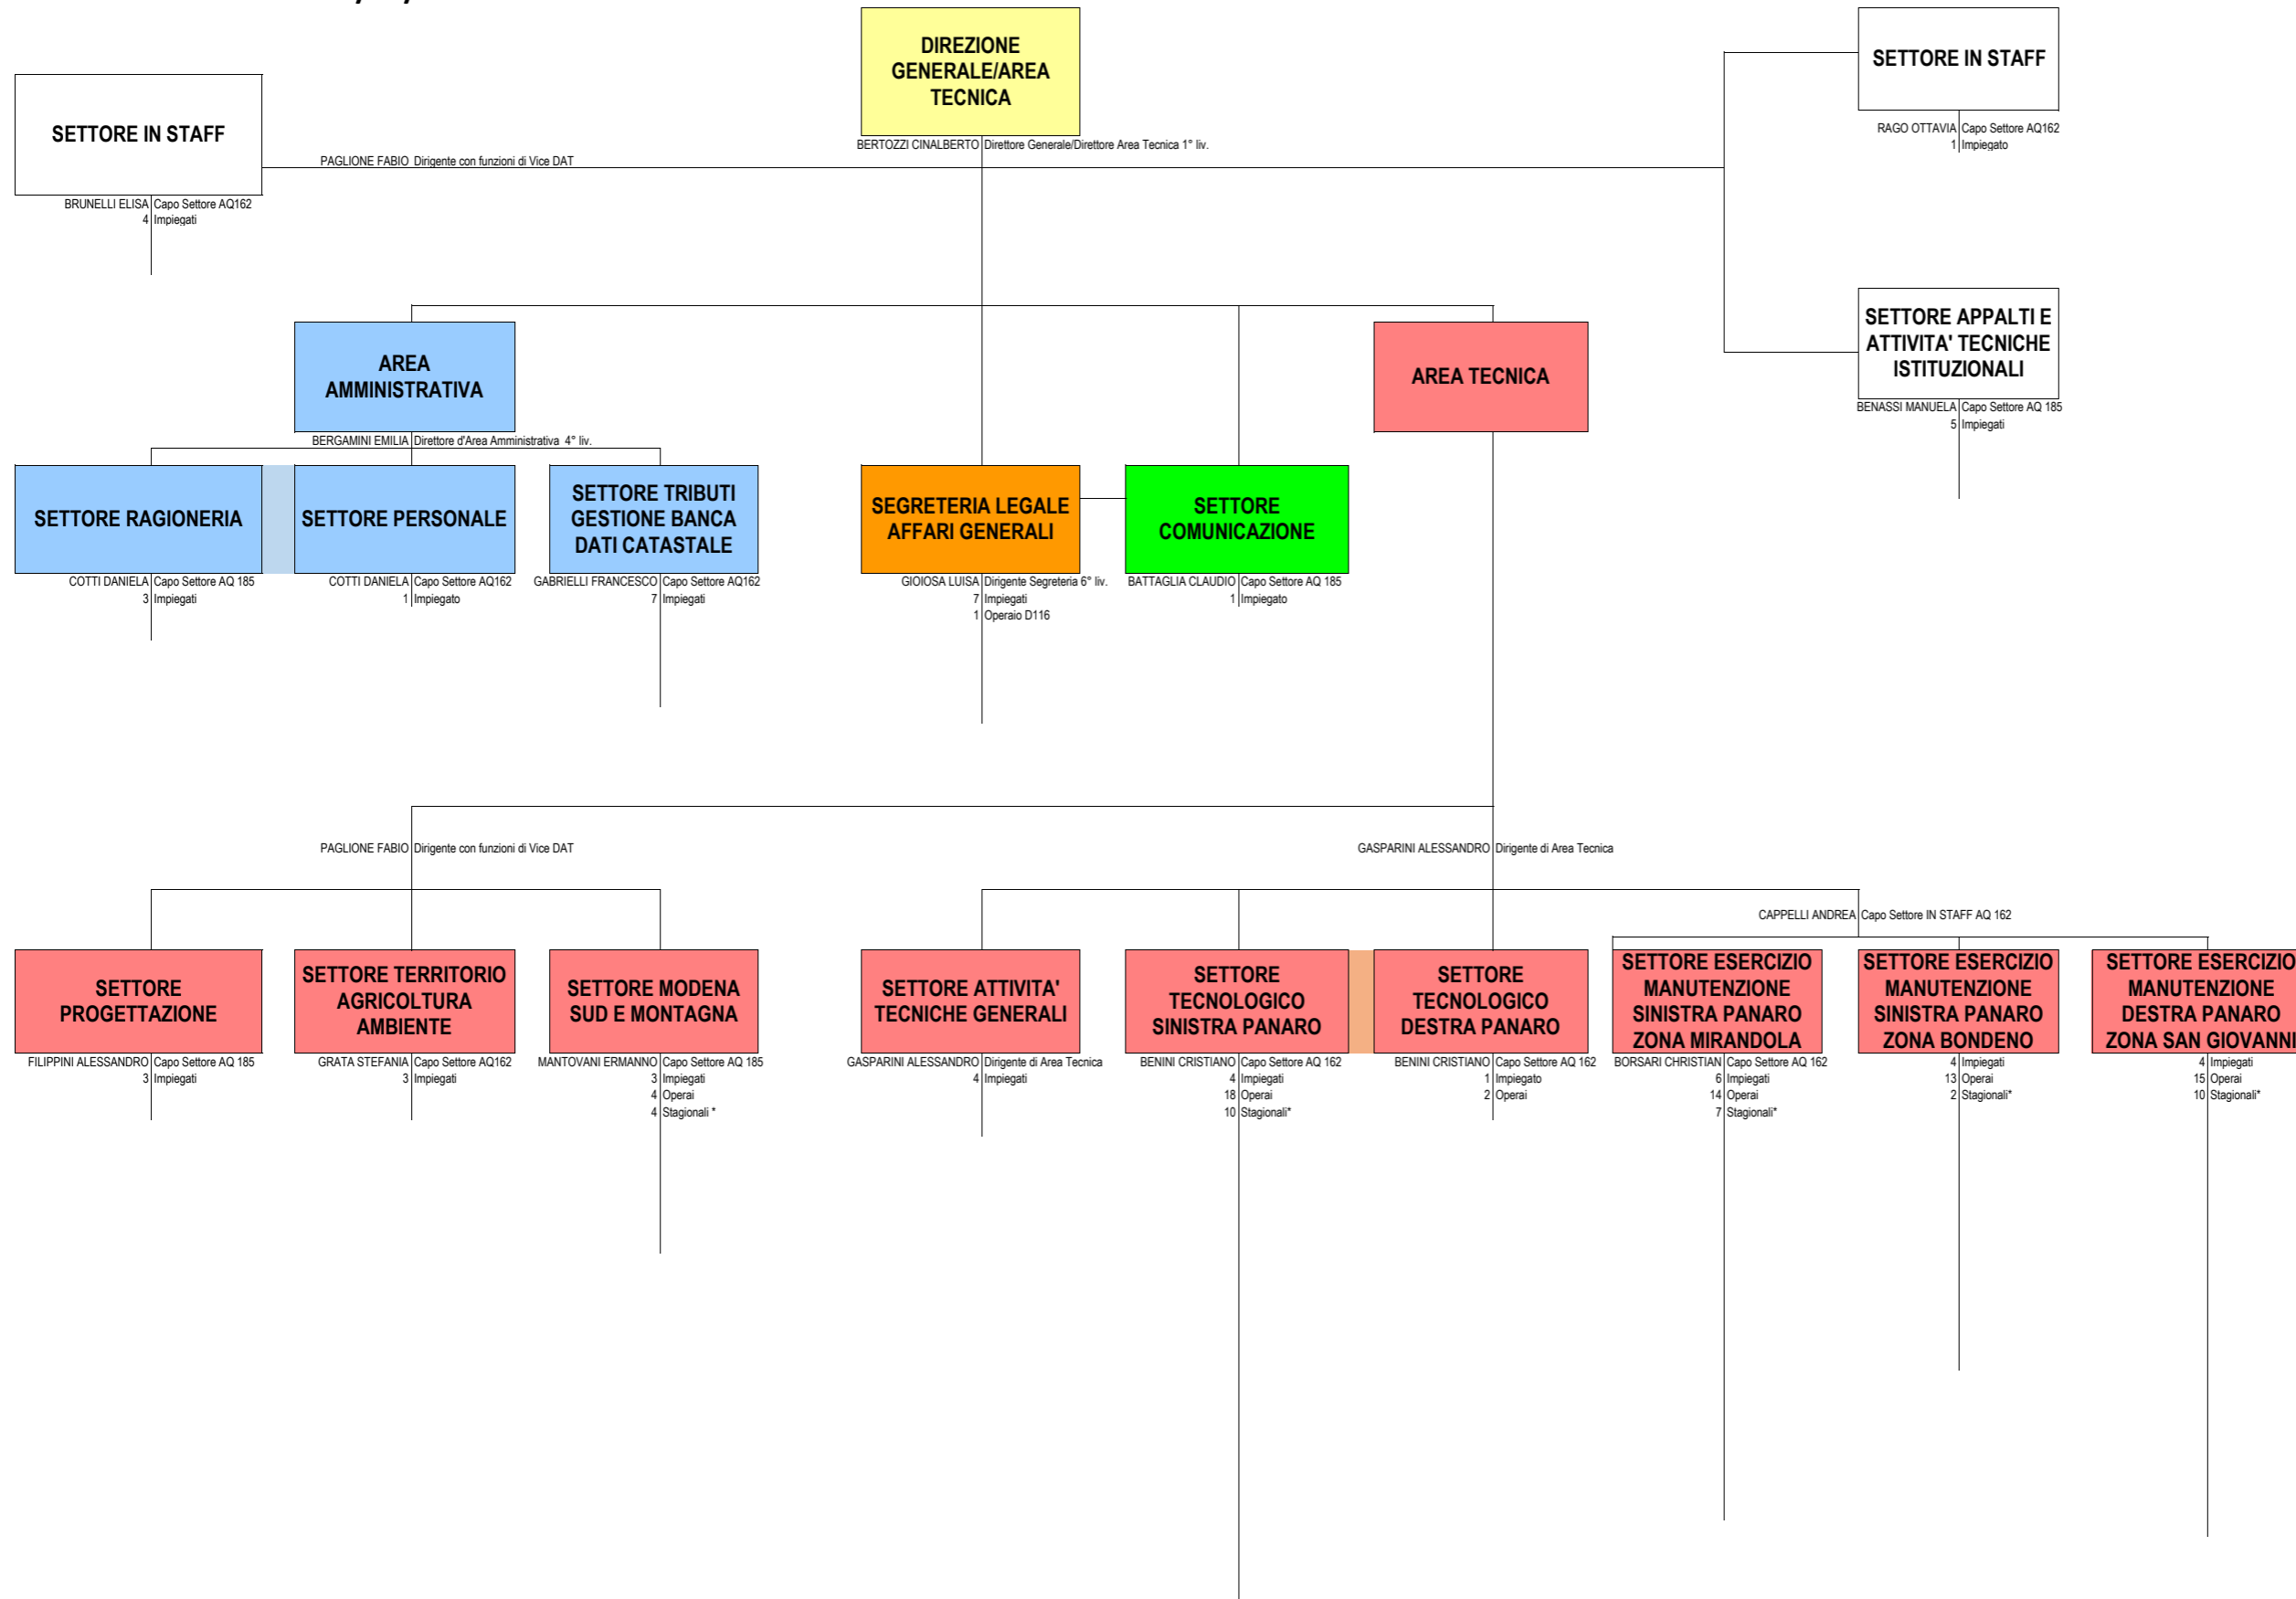 DIREZIONE
GENERALE/AREA
TECNICA
BERTOZZI CINALBERTO Direttore Generale/Direttore Area Tecnica 1° liv.
SETTORE IN STAFF
RAGO OTTAVIA Capo Settore AQ162
1 Impiegato
SETTORE IN STAFF
PAGLIONE FABIO Dirigente con funzioni di Vice DAT
BRUNELLI ELISA Capo Settore AQ162
4 Impiegati
SETTORE APPALTI E
ATTIVITA' TECNICHE
ISTITUZIONALI
BENASSI MANUELA Capo Settore AQ 185
5 Impiegati
AREA
AMMINISTRATIVA
BERGAMINI EMILIA Direttore d'Area Amministrativa 4° liv.
AREA TECNICA
SETTORE RAGIONERIA
COTTI DANIELA Capo Settore AQ 185
3 Impiegati
SETTORE PERSONALE
COTTI DANIELA Capo Settore AQ162
1 Impiegato
SETTORE TRIBUTI
GESTIONE BANCA
DATI CATASTALE
GABRIELLI FRANCESCO Capo Settore AQ162
7 Impiegati
SEGRETERIA LEGALE
AFFARI GENERALI
GIOIOSA LUISA Dirigente Segreteria 6° liv.
7 Impiegati
1 Operaio D116
SETTORE
COMUNICAZIONE
BATTAGLIA CLAUDIO Capo Settore AQ 185
1 Impiegato
PAGLIONE FABIO Dirigente con funzioni di Vice DAT
GASPARINI ALESSANDRO Dirigente di Area Tecnica
CAPPELLI ANDREA Capo Settore IN STAFF AQ 162
SETTORE
PROGETTAZIONE
FILIPPINI ALESSANDRO Capo Settore AQ 185
3 Impiegati
SETTORE TERRITORIO
AGRICOLTURA
AMBIENTE
GRATA STEFANIA Capo Settore AQ162
3 Impiegati
SETTORE MODENA
SUD E MONTAGNA
MANTOVANI ERMANNO Capo Settore AQ 185
3 Impiegati
4 Operai
4 Stagionali *
SETTORE ATTIVITA'
TECNICHE GENERALI
GASPARINI ALESSANDRO Dirigente di Area Tecnica
4 Impiegati
SETTORE
TECNOLOGICO
SINISTRA PANARO
BENINI CRISTIANO Capo Settore AQ 162
4 Impiegati
18 Operai
10 Stagionali*
SETTORE
TECNOLOGICO
DESTRA PANARO
BENINI CRISTIANO Capo Settore AQ 162
1 Impiegato
2 Operai
SETTORE ESERCIZIO
MANUTENZIONE
SINISTRA PANARO
ZONA MIRANDOLA
BORSARI CHRISTIAN Capo Settore AQ 162
6 Impiegati
14 Operai
7 Stagionali*
SETTORE ESERCIZIO
MANUTENZIONE
SINISTRA PANARO
ZONA BONDENO
4 Impiegati
13 Operai
2 Stagionali*
SETTORE ESERCIZIO
MANUTENZIONE
DESTRA PANARO
ZONA SAN GIOVANNI
4 Impiegati
15 Operai
10 Stagionali*